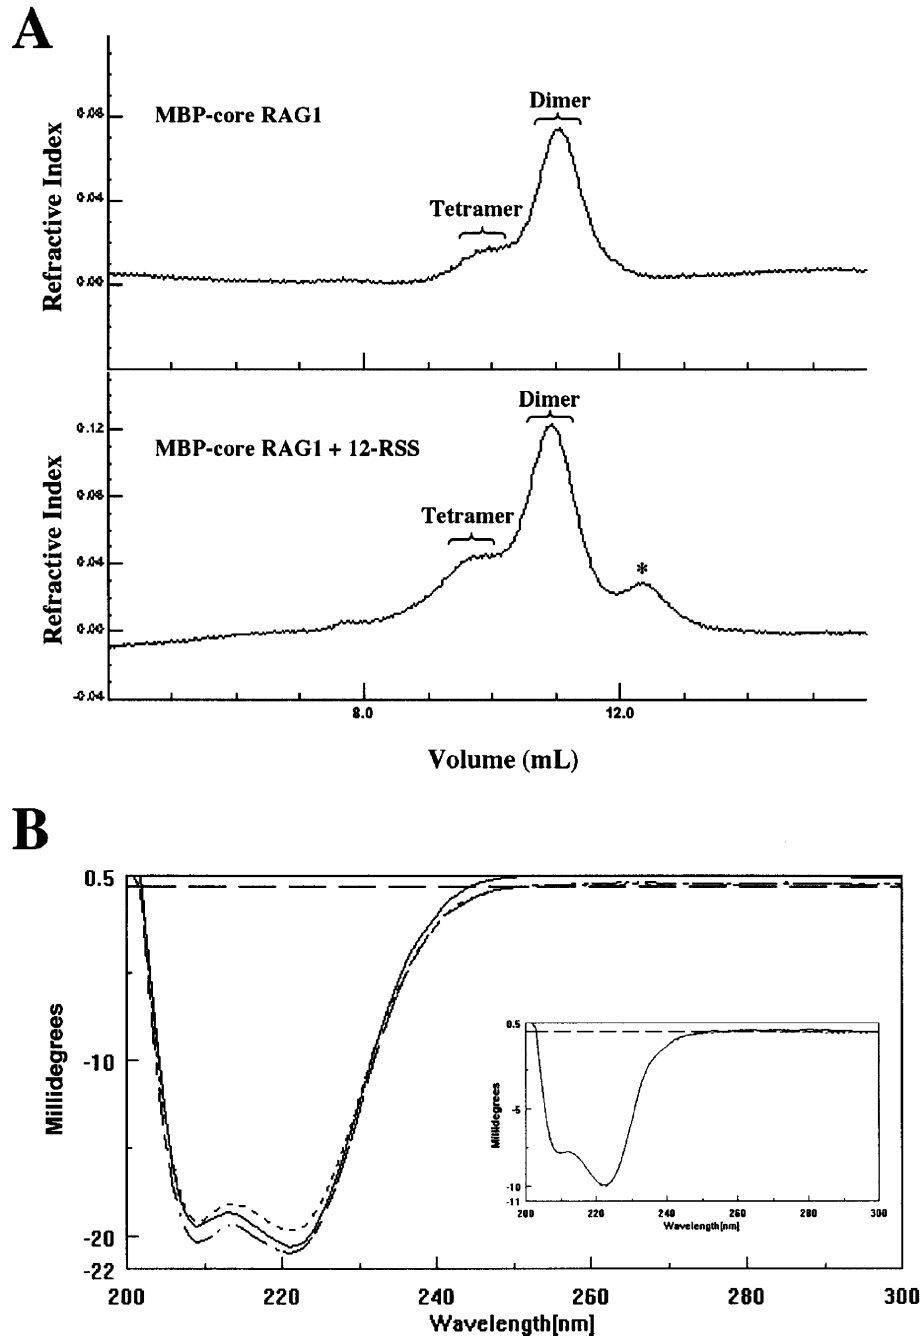 A
Refractive Index
0.08
0.04
0.00
MBP-core RAG1
Tetramer
Dimer
Refractive Index
0.12
0.08
0.04
0.00
-0.04
MBP-core RAG1 + 12-RSS
Tetramer
Dimer
*
8.0
12.0
Volume (mL)
B
Millidegrees
0.5
-10
-20
-22
200
220
240
260
280
300
Wavelength[nm]
Millidegrees
0.5
-5
-10
-11
200
220
240
260
280
300
Wavelength[nm]